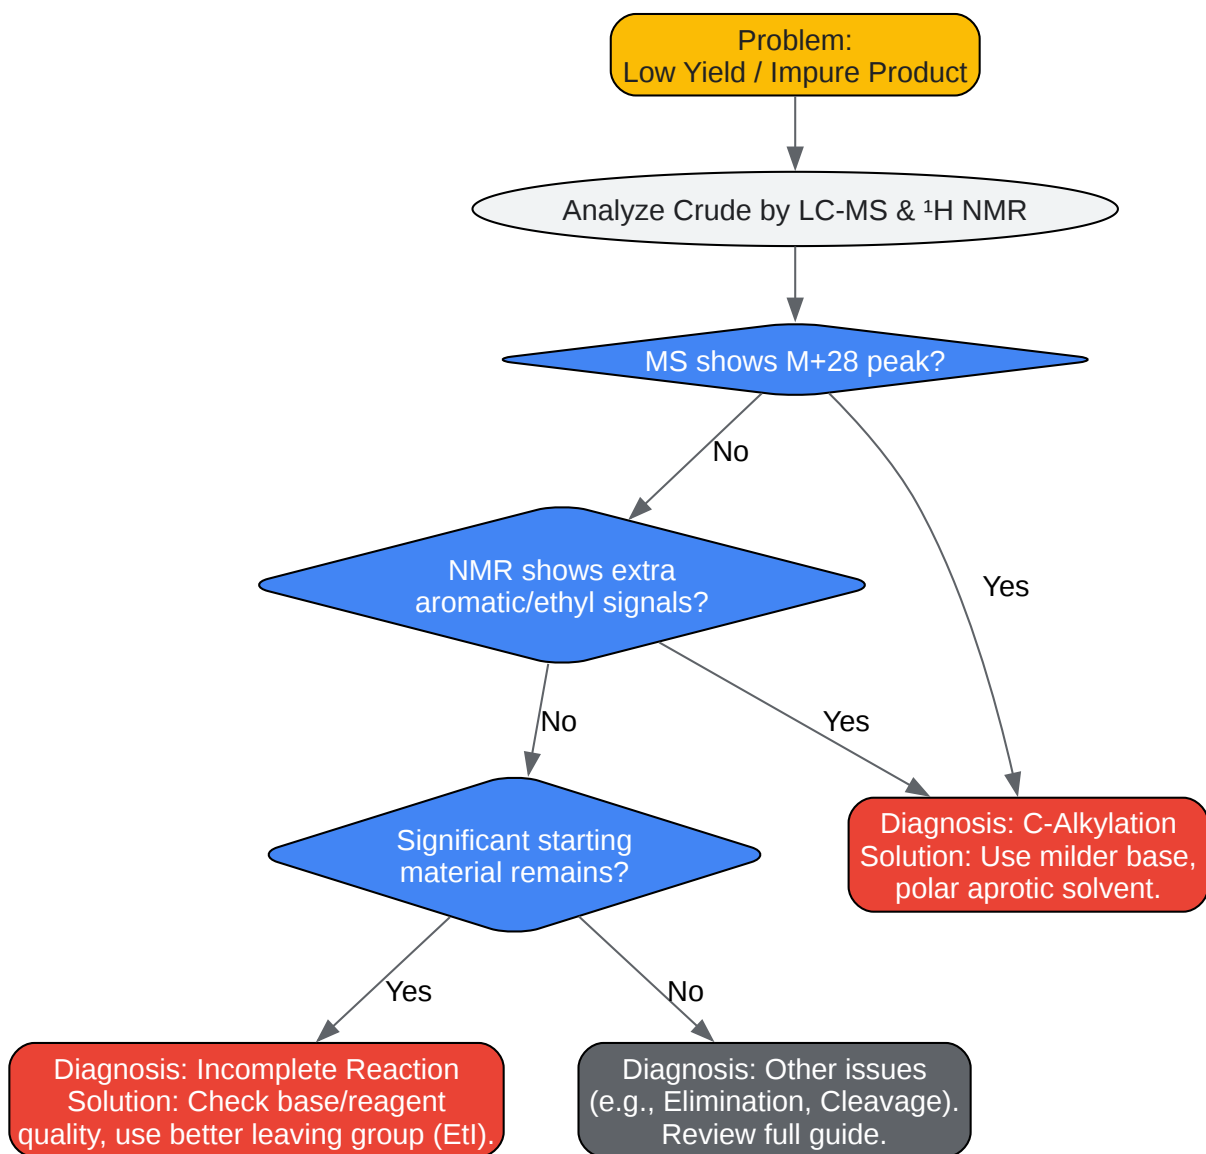 Problem:
Low Yield / Impure Product
Analyze Crude by LC-MS & ¹H NMR
MS shows M+28 peak?
No
Yes
NMR shows extra
aromatic/ethyl signals?
No
Yes
Significant starting
material remains?
Diagnosis: C-Alkylation
Solution: Use milder base,
polar aprotic solvent.
Yes
No
Diagnosis: Incomplete Reaction
Solution: Check base/reagent
quality, use better leaving group (EtI).
Diagnosis: Other issues
(e.g., Elimination, Cleavage).
Review full guide.